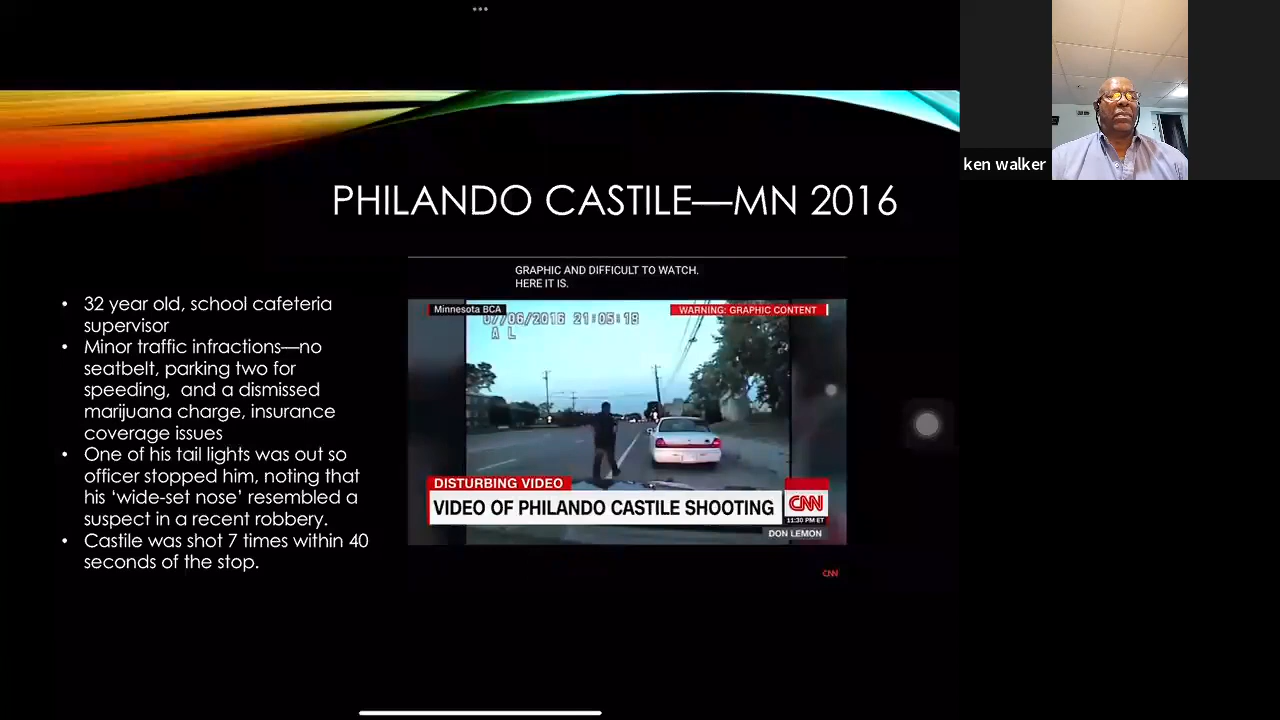 ken walker
PHILANDO CASTILE—MN 2016
• 32 year old, school cafeteria
supervisor
• Minor traffic infractions—no
seatbelt, parking two for
speeding, and a dismissed
marijuana charge, insurance
coverage issues
• One of his tail lights was out so
officer stopped him, noting that
his 'wide-set nose' resembled a
suspect in a recent robbery.
• Castile was shot 7 times within 40
seconds of the stop.
GRAPHIC AND DIFFICULT TO WATCH.
HERE IT IS.
Minnesota BCA
WARNING: GRAPHIC CONTENT
07/06/2016 21:05:19
A L
DISTURBING VIDEO
VIDEO OF PHILANDO CASTILE SHOOTING
CNN
11:30 PM ET
DON LEMON
CNN